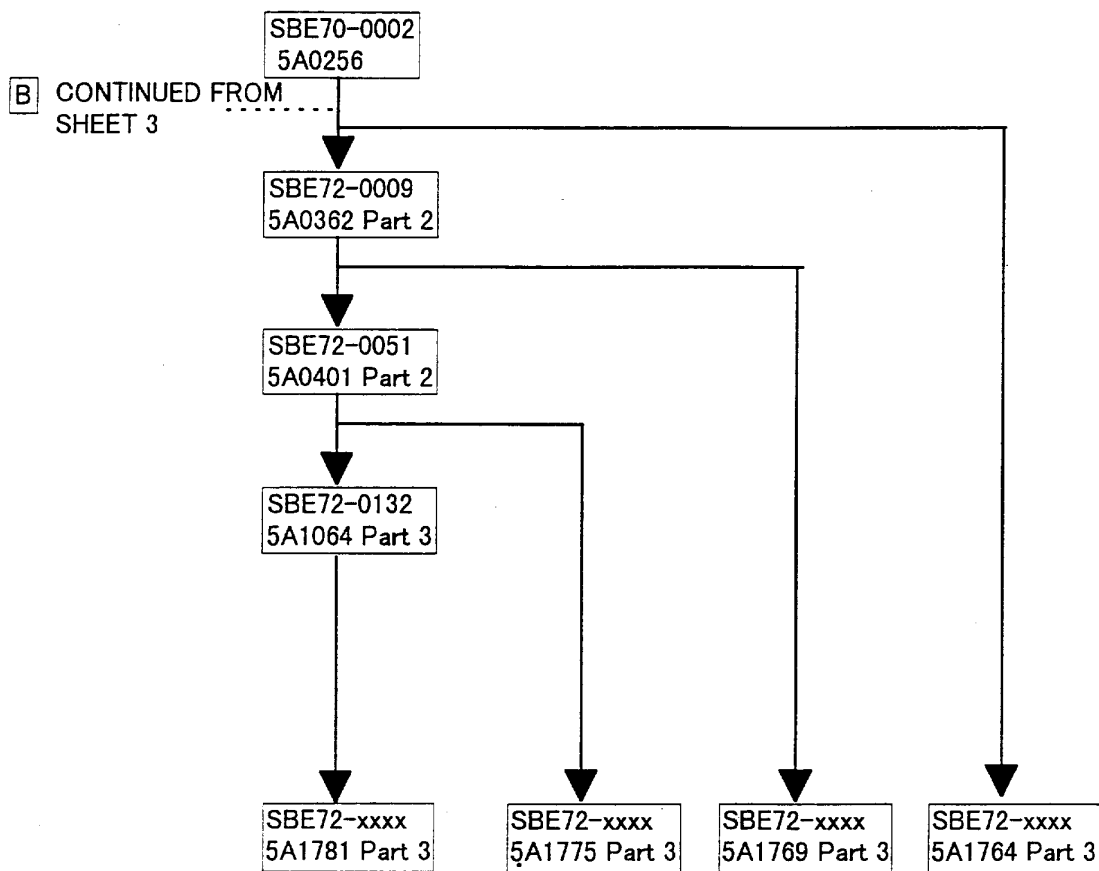 SBE70-0002
5A0256
B CONTINUED FROM
SHEET 3
SBE72-0009
5A0362 Part 2
SBE72-0051
5A0401 Part 2
SBE72-0132
5A1064 Part 3
SBE72-xxxx
5A1781 Part 3
SBE72-xxxx
5A1775 Part 3
SBE72-xxxx
5A1769 Part 3
SBE72-xxxx
5A1764 Part 3